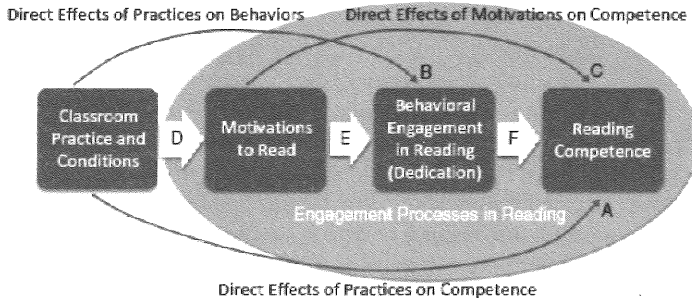 Direct Effects of Practices on Behaviors
Direct Effects of Motivations on Competence
B
C
Classroom
Practice and
Conditions
D
Motivations
to Read
E
Behavioral
Engagement
in Reading
(Dedication)
F
Reading
Competence
Engagement Processes in Reading
A
Direct Effects of Practices on Competence